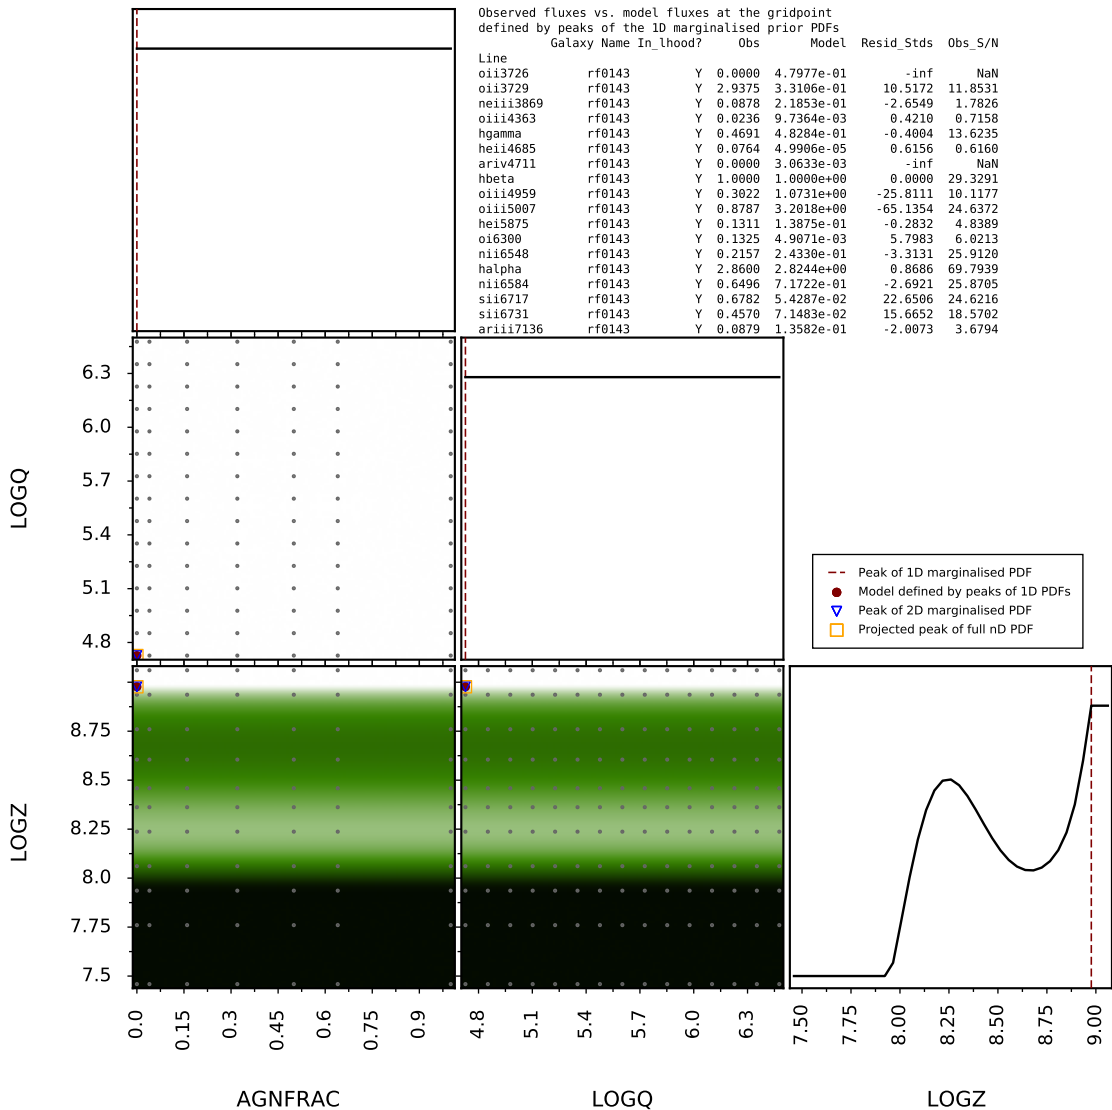 Observed fluxes vs. model fluxes at the gridpoint
defined by peaks of the 1D marginalised prior PDFs
Galaxy Name In_lhood? Obs Model Resid_Stds Obs_S/N
Line
oii3726 rf0143 Y 0.0000 4.7977e-01 -inf NaN
oii3729 rf0143 Y 2.9375 3.3106e-01 10.5172 11.8531
neiii3869 rf0143 Y 0.0878 2.1853e-01 -2.6549 1.7826
oiii4363 rf0143 Y 0.0236 9.7364e-03 0.4210 0.7158
hgamma rf0143 Y 0.4691 4.8284e-01 -0.4004 13.6235
heii4685 rf0143 Y 0.0764 4.9906e-05 0.6156 0.6160
ariv4711 rf0143 Y 0.0000 3.0633e-03 -inf NaN
hbeta rf0143 Y 1.0000 1.0000e+00 0.0000 29.3291
oiii4959 rf0143 Y 0.3022 1.0731e+00 -25.8111 10.1177
oiii5007 rf0143 Y 0.8787 3.2018e+00 -65.1354 24.6372
hei5875 rf0143 Y 0.1311 1.3875e-01 -0.2832 4.8389
oi6300 rf0143 Y 0.1325 4.9071e-03 5.7983 6.0213
nii6548 rf0143 Y 0.2157 2.4330e-01 -3.3131 25.9120
halpha rf0143 Y 2.8600 2.8244e+00 0.8686 69.7939
nii6584 rf0143 Y 0.6496 7.1722e-01 -2.6921 25.8705
sii6717 rf0143 Y 0.6782 5.4287e-02 22.6506 24.6216
sii6731 rf0143 Y 0.4570 7.1483e-02 15.6652 18.5702
ariii7136 rf0143 Y 0.0879 1.3582e-01 -2.0073 3.6794
6.3
6.0
5.7
5.4
5.1
4.8
LOGQ
Peak of 1D marginalised PDF
Model defined by peaks of 1D PDFs
Peak of 2D marginalised PDF
Projected peak of full nD PDF
8.75
8.5
8.25
8.0
7.75
7.5
LOGZ
0.0 0.15 0.3 0.45 0.6 0.75 0.9
4.8 5.1 5.4 5.7 6.0 6.3
7.50 7.75 8.00 8.25 8.50 8.75 9.00
AGNFRAC LOGQ LOGZ